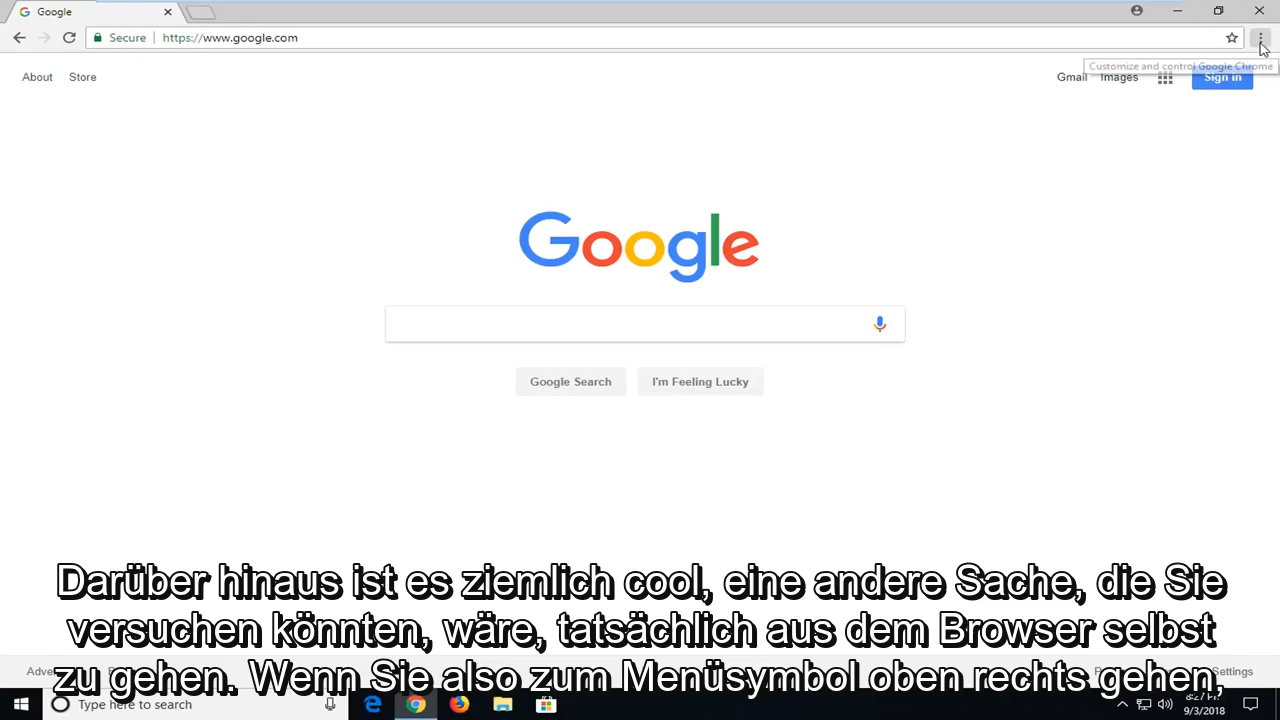 Google
Secure
https://www.google.com
Customize and control Google Chrome
About
Store
Gmail
Images
Sign in
Google
Google Search
I'm Feeling Lucky
Darüber hinaus ist es ziemlich cool, eine andere Sache, die Sie
versuchen könnten, wäre, tatsächlich aus dem Browser selbst
zu gehen. Wenn Sie also zum Menüsymbol oben rechts gehen,
Settings
Type here to search
9/3/2018